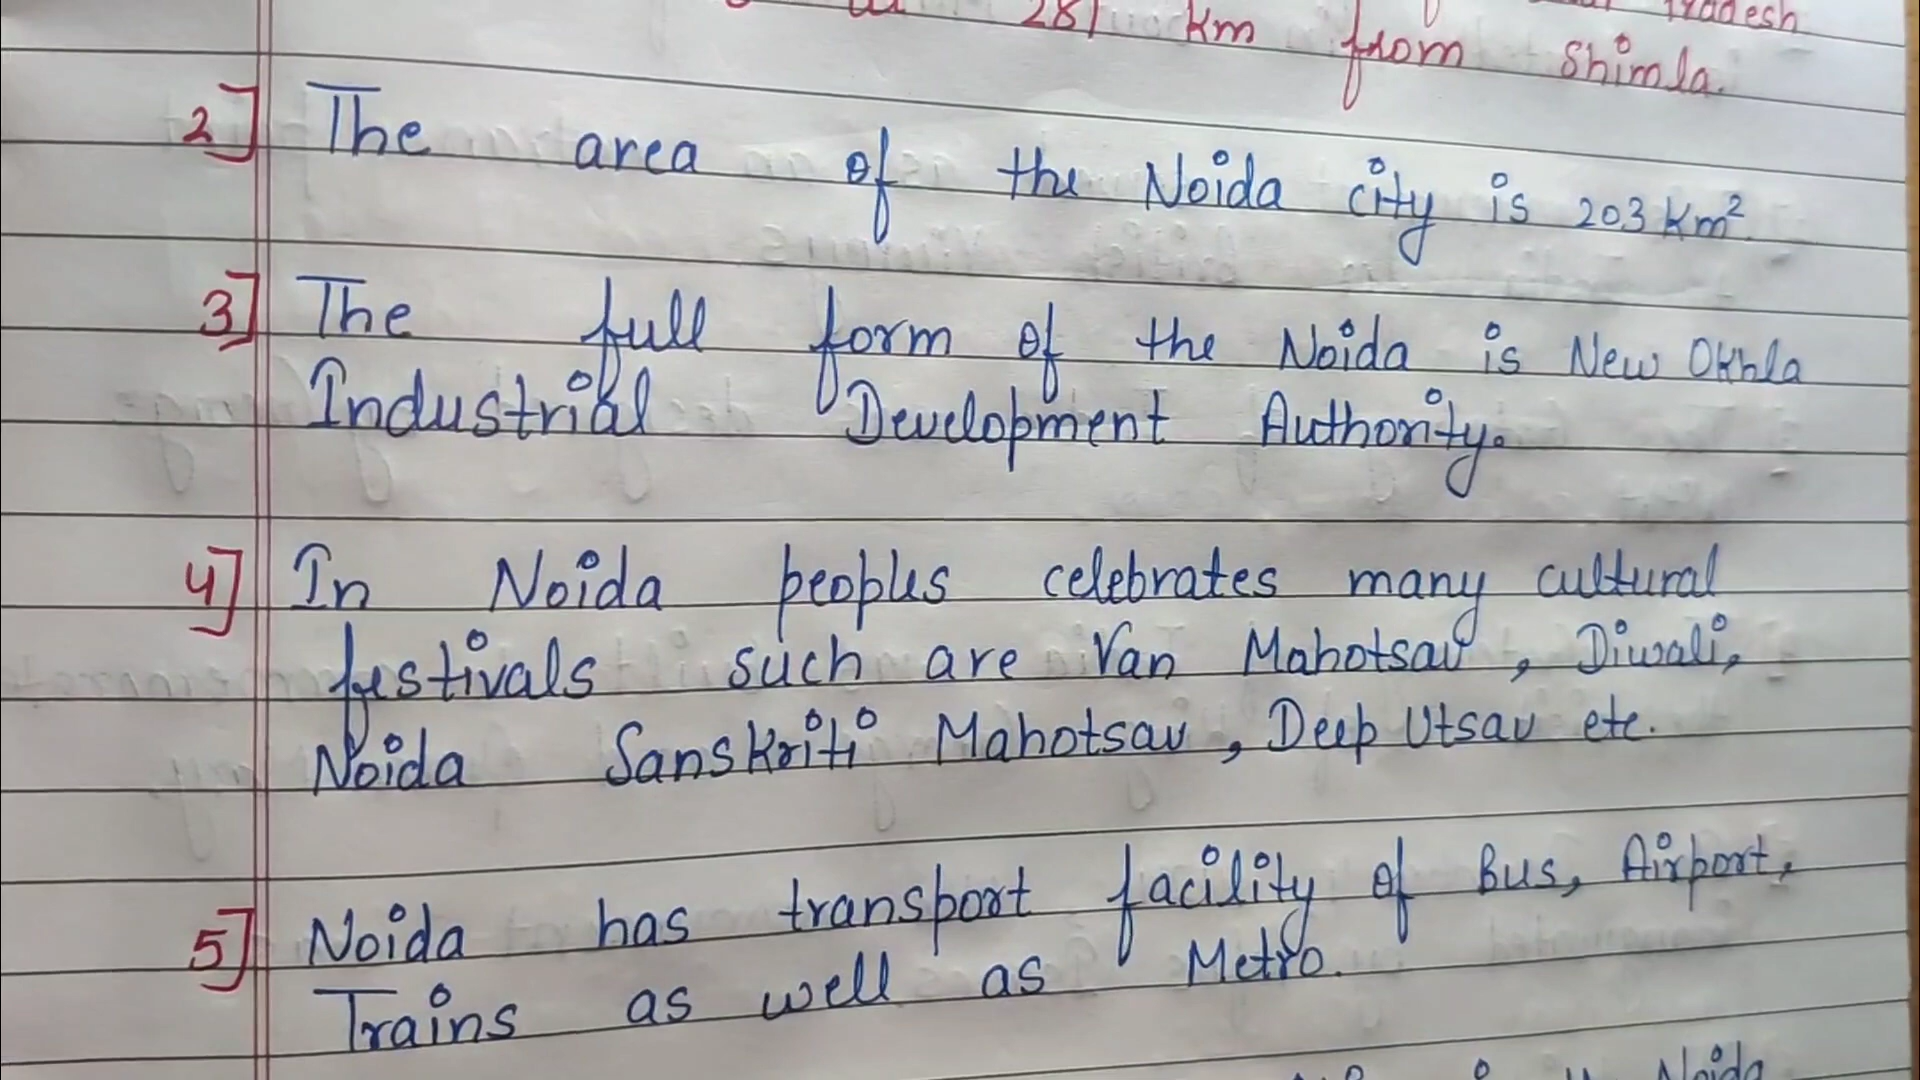 281 km from Shimla.
2] The area of the Noida city is 203 km²
3] The full form of the Noida is New Okhla
Industrial Development Authority.
4] In Noida peoples celebrates many cultural
festivals such are Van Mahotsav, Diwali,
Noida Sanskriti Mahotsav, Deep Utsav etc.
5] Noida has transport facility of Bus, Airport,
Trains as well as Metro.
Noida